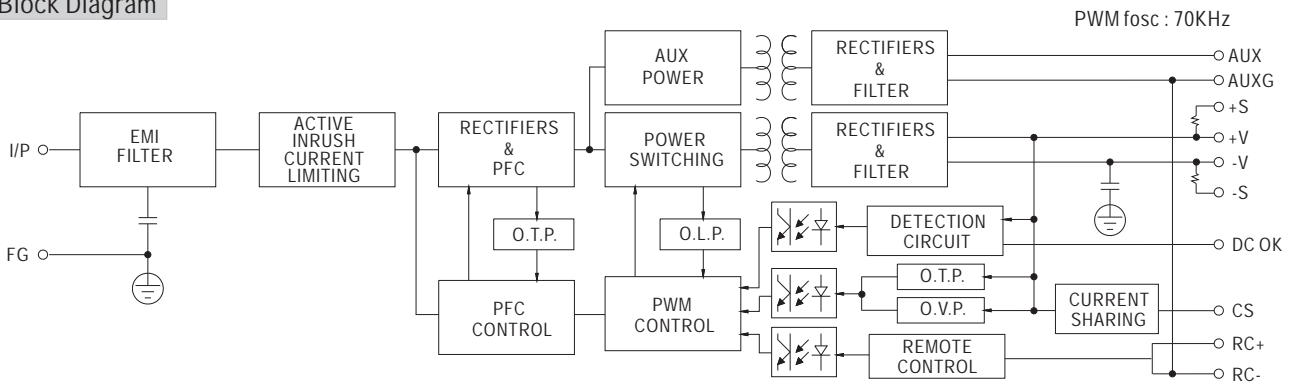 Block Diagram
PWM fosc : 70KHz
I/P
FG
EMI
FILTER
ACTIVE
INRUSH
CURRENT
LIMITING
RECTIFIERS
&
PFC
O.T.P.
PFC
CONTROL
AUX
POWER
POWER
SWITCHING
O.L.P.
PWM
CONTROL
RECTIFIERS
&
FILTER
RECTIFIERS
&
FILTER
DETECTION
CIRCUIT
O.T.P.
O.V.P.
REMOTE
CONTROL
CURRENT
SHARING
AUX
AUXG
+S
+V
-V
-S
DC OK
CS
RC+
RC-